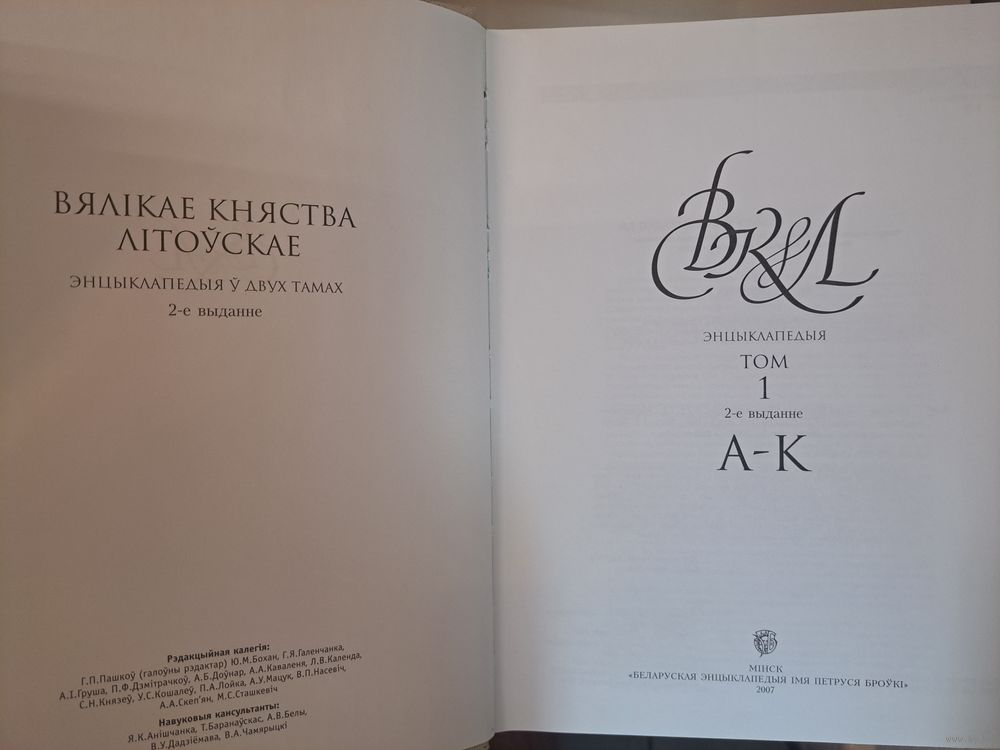 ВЯЛІКАЕ КНЯСТВА
ЛІТОЎСКАЕ
ЭНЦЫКЛАПЕДЫЯ Ў ДВУХ ТАМАХ
2-е выданне
Рэдакцыйная калегія:
Г.П.Пашкоў (галоўны рэдактар) Ю.М.Бохан, Г.Я.Галенчанка,
А.І.Груша, П.Ф.Дзмітрачкоў, А.Б.Доўнар, А.А.Каваленя, Л.В.Календа,
С.Н.Князеў, У.С.Кошалеў, П.А.Лойка, А.У.Мацук, В.П.Насевіч,
А.А.Скеп'ян, М.С.Сташкевіч
Навуковыя кансультанты:
Я.К.Анішчанка, Т.Баранаўскас, А.В.Белы,
В.У.Дадзіёмава, В.А.Чамярыцкі
ВКЛ
ЭНЦЫКЛАПЕДЫЯ
ТОМ
1
2-е выданне
А-К
МІНСК
«БЕЛАРУСКАЯ ЭНЦЫКЛАПЕДЫЯ ІМЯ ПЕТРУСЯ БРОЎКІ»
2007